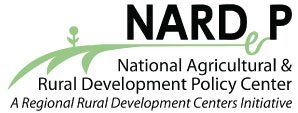 NARDeP
National Agricultural &
Rural Development Policy Center
A Regional Rural Development Centers Initiative